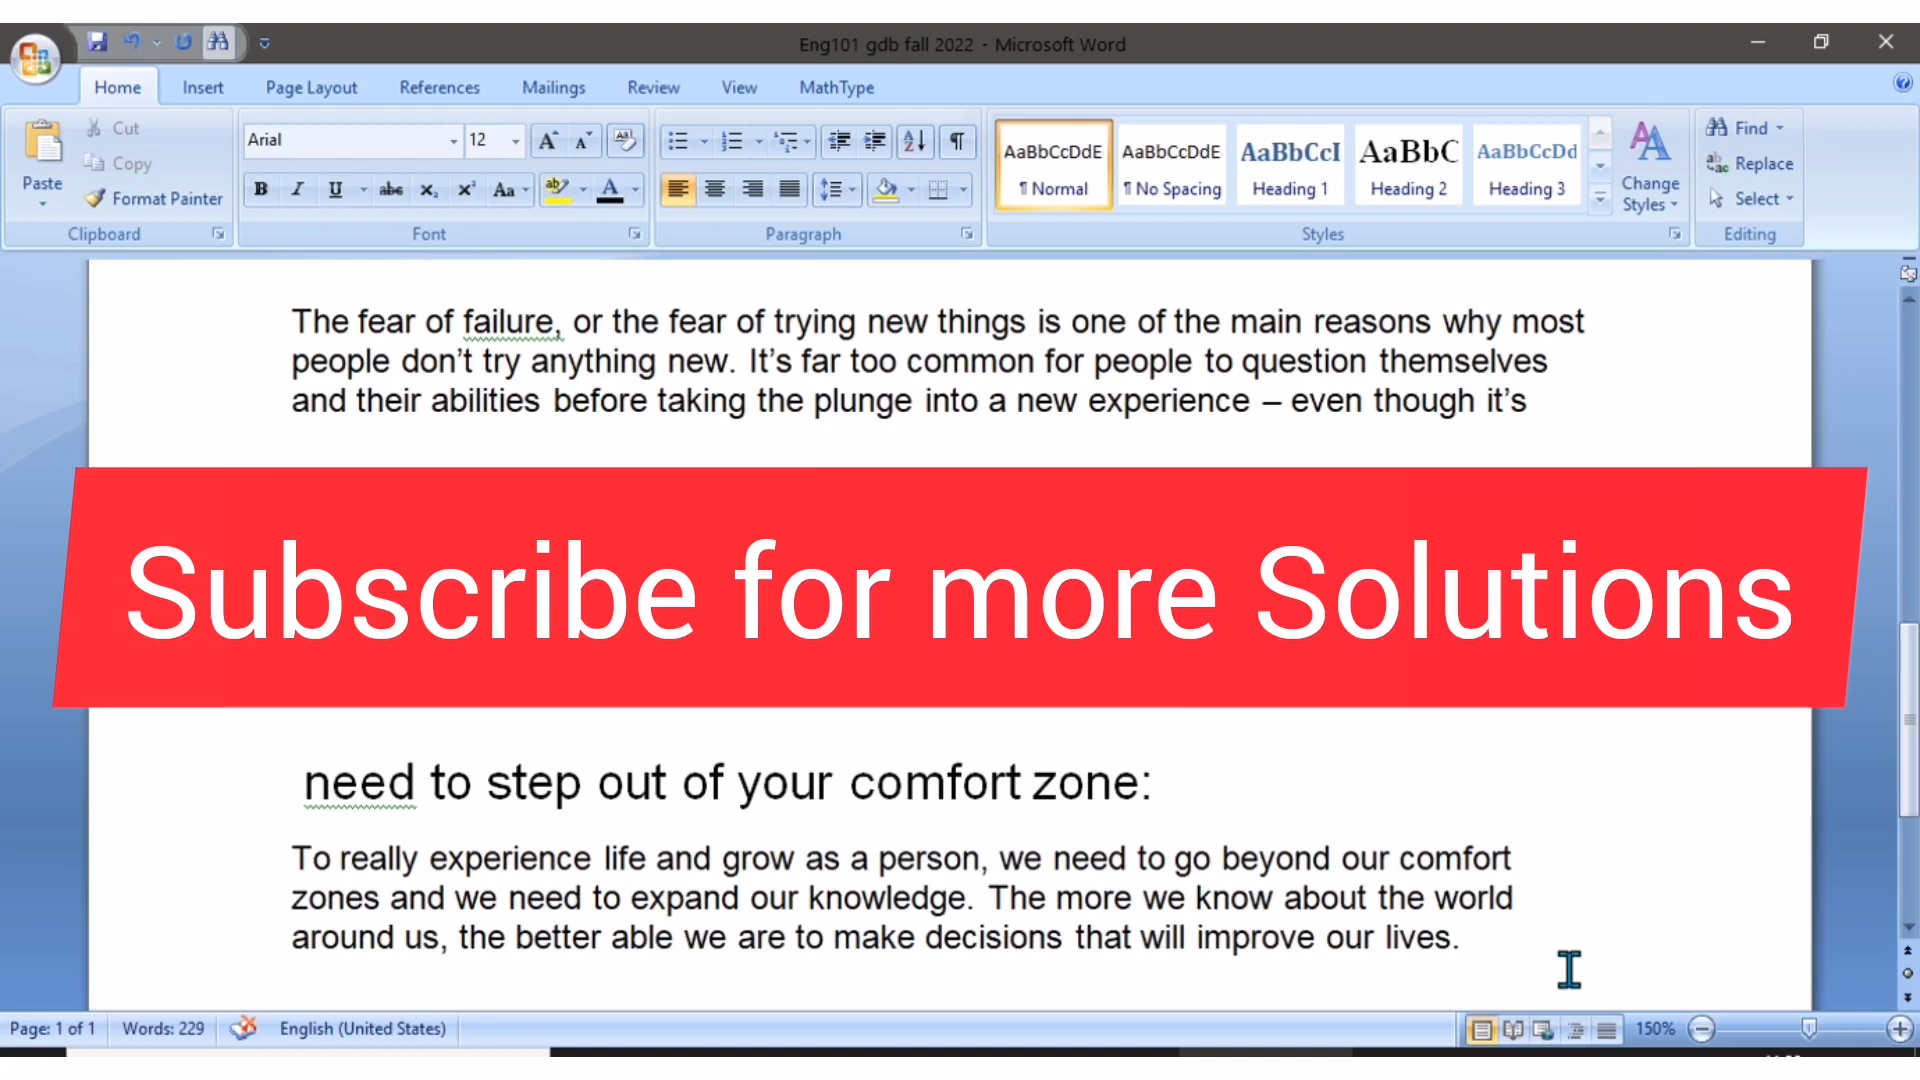 Eng101 gdb fall 2022 - Microsoft Word
Home Insert Page Layout References Mailings Review View MathType
Paste Cut Copy Format Painter
Clipboard
Arial 12
Font
Paragraph
AaBbCcDdE AaBbCcDdE AaBbCcI AaBbC AaBbCcDd
¶ Normal ¶ No Spacing Heading 1 Heading 2 Heading 3
Change Styles
Styles
Find
Replace
Select
Editing
The fear of failure, or the fear of trying new things is one of the main reasons why most
people don’t try anything new. It’s far too common for people to question themselves
and their abilities before taking the plunge into a new experience – even though it’s
Subscribe for more Solutions
need to step out of your comfort zone:
To really experience life and grow as a person, we need to go beyond our comfort
zones and we need to expand our knowledge. The more we know about the world
around us, the better able we are to make decisions that will improve our lives.
Page: 1 of 1 Words: 229 English (United States) 150%